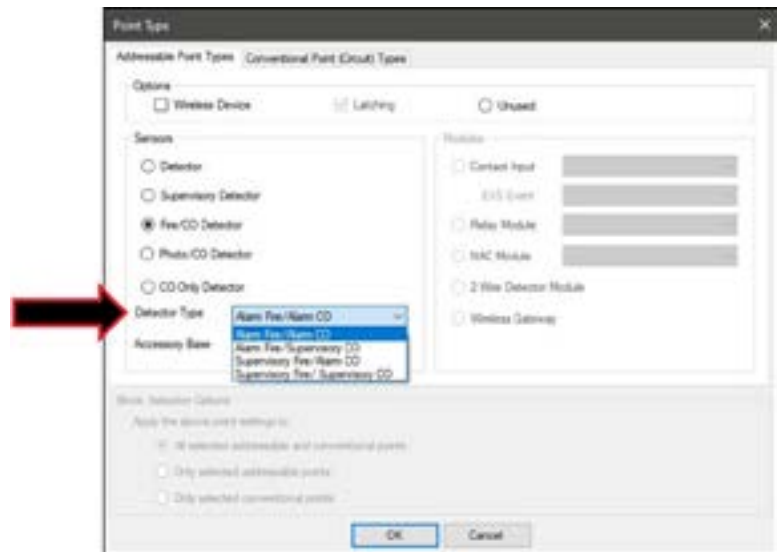 Point Type
Addressable Point Types Conventional Point (Circuit) Types
Options
Wireless Device Latching Unused
Sensors Modules
Detector Contact Input
Supervisory Detector EVS Event
Fire/CO Detector Relay Module
Photo/CO Detector NAC Module
CO Only Detector 2 Wire Detector Module
Detector Type Alarm Fire/Alarm CO Wireless Gateway
Alarm Fire/Alarm CO
Alarm Fire/Supervisory CO
Accessory Base Supervisory Fire/Alarm CO
Supervisory Fire/ Supervisory CO
Block Selection Options
Apply the above point settings to:
All selected addressable and conventional points
Only selected addressable points
Only selected conventional points
OK Cancel